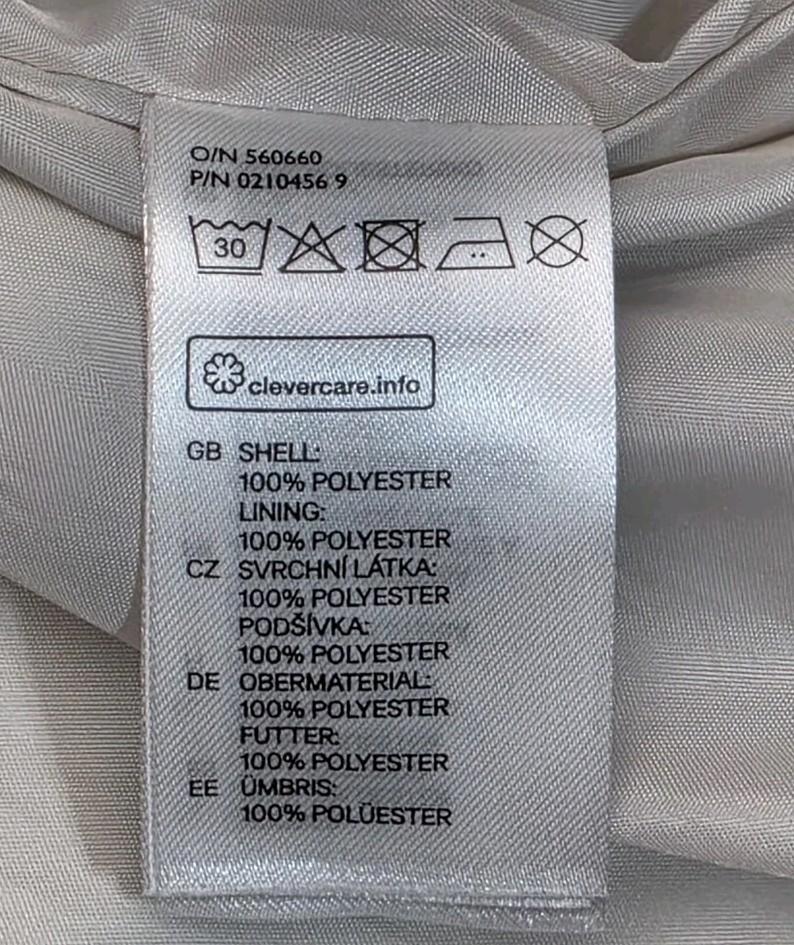 O/N 560660
P/N 0210456 9
30
clevercare.info
GB SHELL:
100% POLYESTER
LINING:
100% POLYESTER
CZ SVRCHNÍ LÁTKA:
100% POLYESTER
PODŠÍVKA:
100% POLYESTER
DE OBERMATERIAL:
100% POLYESTER
FUTTER:
100% POLYESTER
EE ÜMBRIS:
100% POLÜESTER